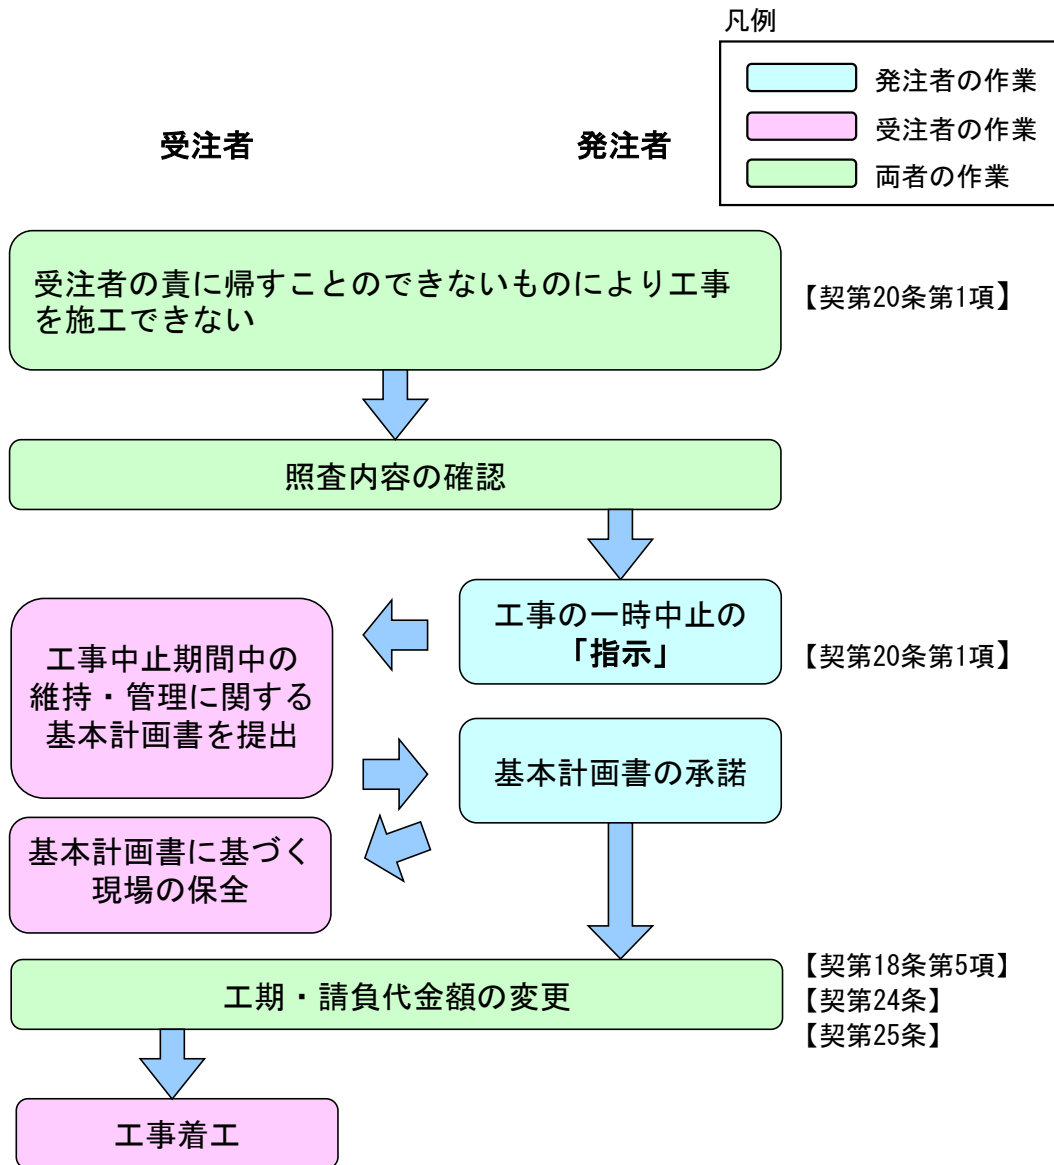 凡例
発注者の作業
受注者の作業
両者の作業
受注者
発注者
受注者の責に帰すことのできないものにより工事
を施工できない
【契第20条第1項】
照査内容の確認
工事の一時中止の
「指示」
【契第20条第1項】
工事中止期間中の
維持・管理に関する
基本計画書を提出
基本計画書の承諾
基本計画書に基づく
現場の保全
工期・請負代金額の変更
【契第18条第5項】
【契第24条】
【契第25条】
工事着工